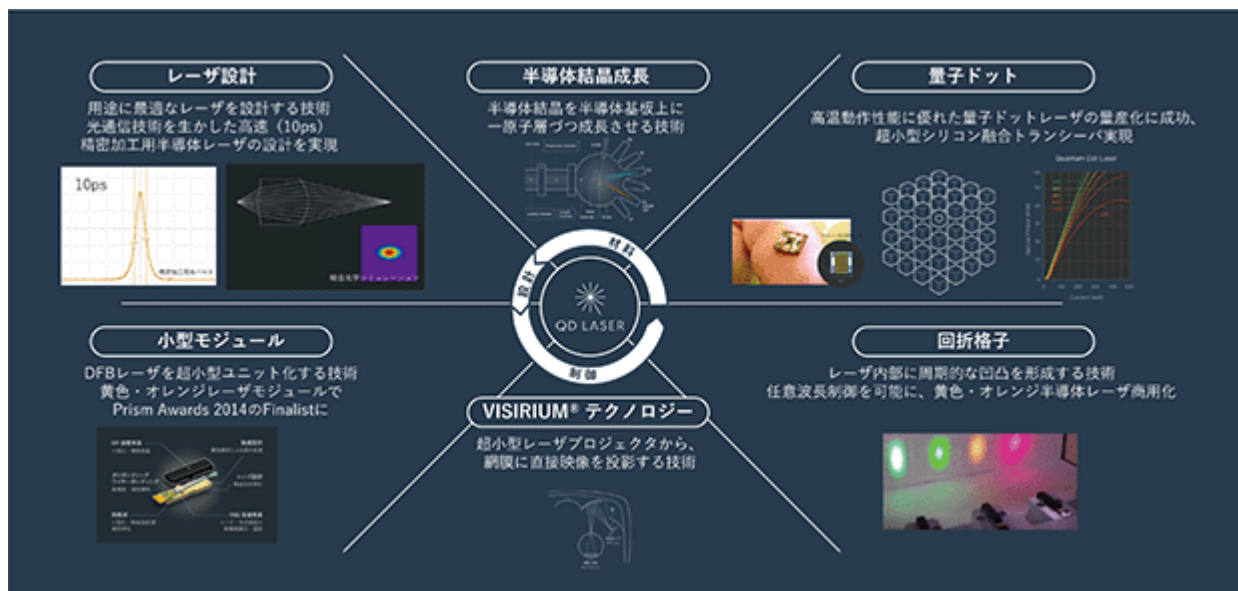 レーザ設計
用途に最適なレーザを設計する技術
光通信技術を生かした高速（10ps）
精密加工用半導体レーザの設計を実現
10ps
半導体結晶成長
半導体結晶を半導体基板上に
一原子層づつ成長させる技術
量子ドット
高温動作性能に優れた量子ドットレーザの量産化に成功、
超小型シリコン融合トランシーバ実現
Quantum Dot Laser
材料
設計
制御
QD LASER
小型モジュール
DFBレーザを超小型ユニット化する技術
黄色・オレンジレーザモジュールで
Prism Awards 2014のFinalistに
VISIRIUM® テクノロジー
超小型レーザプロジェクタから、
網膜に直接映像を投影する技術
回折格子
レーザ内部に周期的な凹凸を形成する技術
任意波長制御を可能に、黄色・オレンジ半導体レーザ商用化